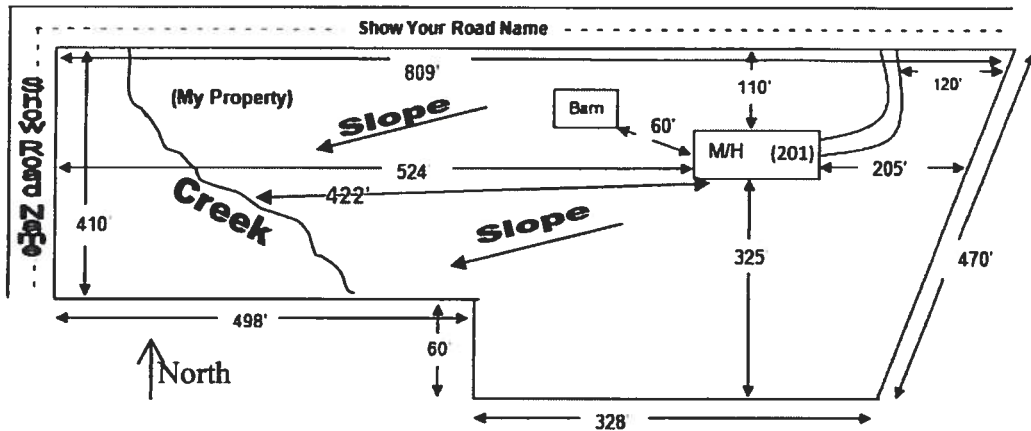 Show Your Road Name
809'
110'
120'
(My Property)
Slope
Barn
60'
M/H (201)
524'
205'
422'
Creek
Show Road Name
410'
Slope
325'
470'
498'
60'
North
328'